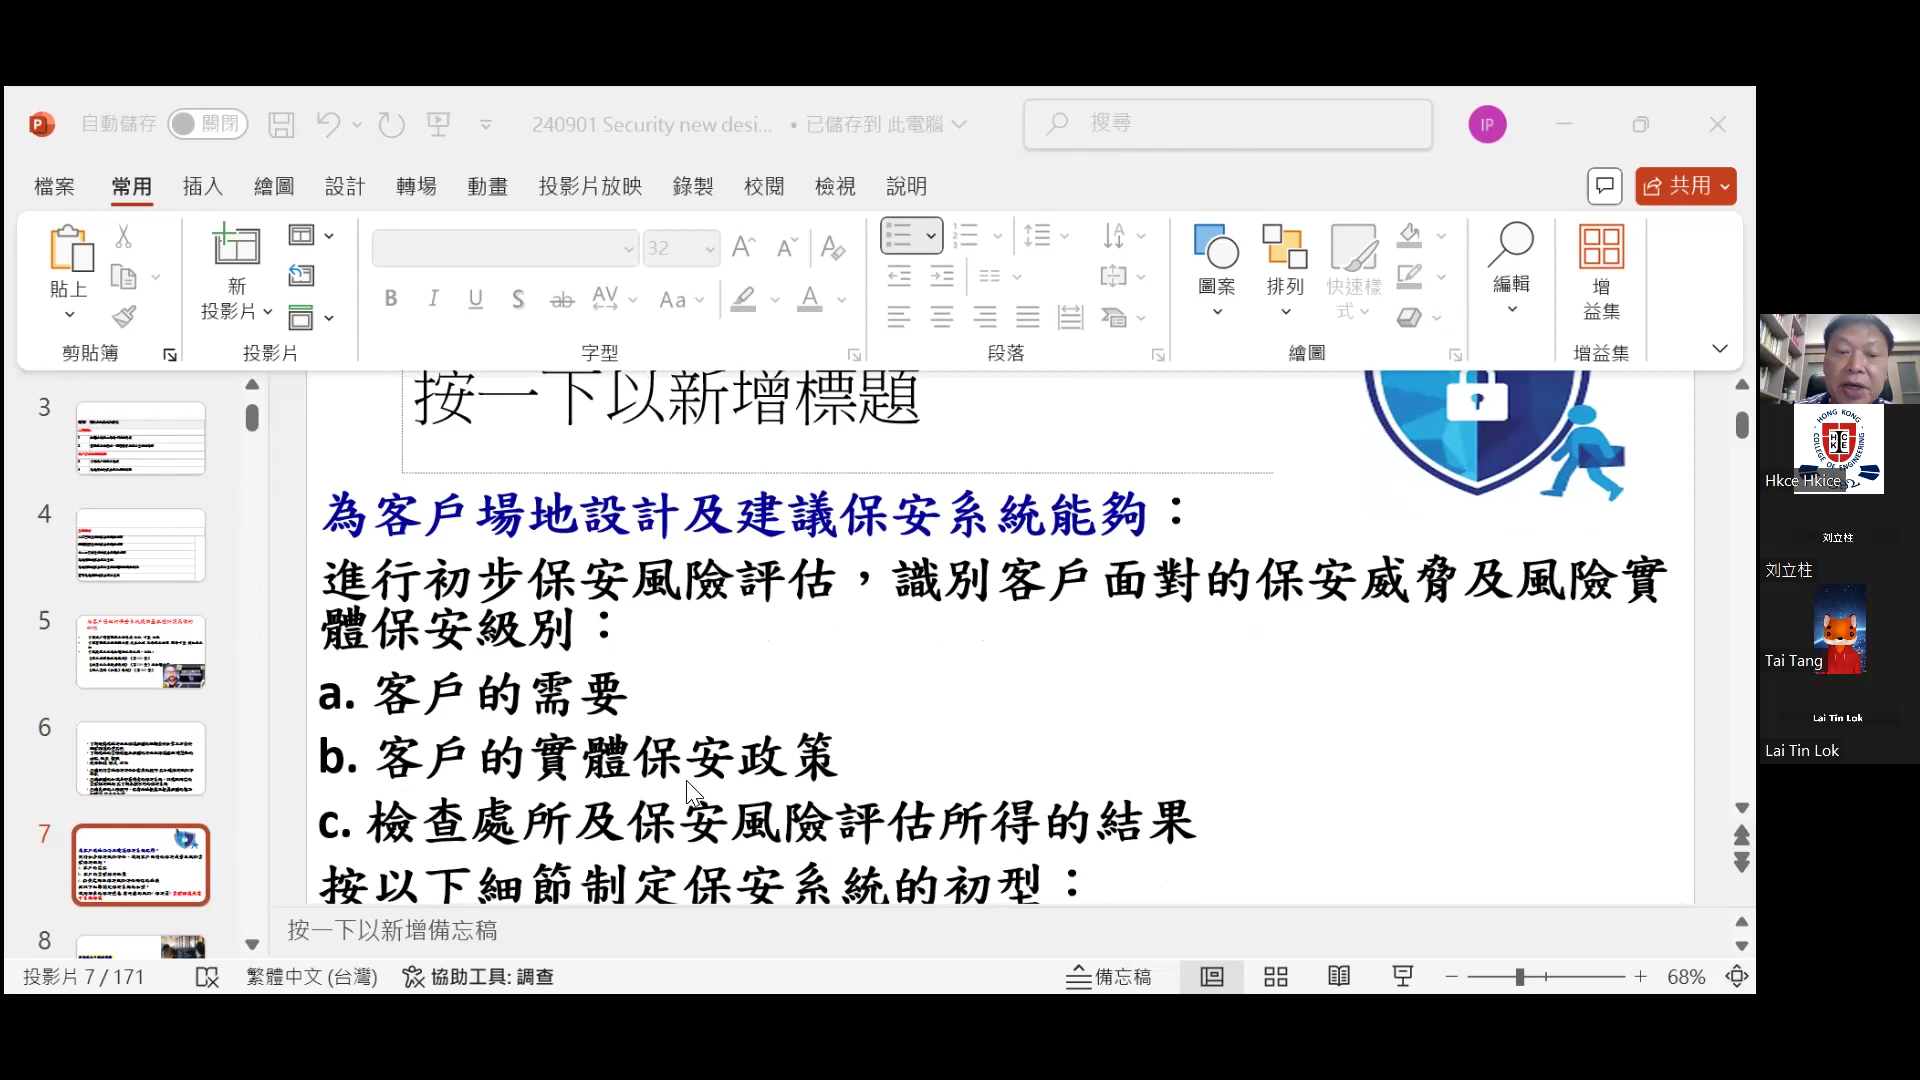 自動儲存 關閉 240901 Security new desi... • 已儲存到 此電腦 搜尋 IP
檔案 常用 插入 繪圖 設計 轉場 動畫 投影片放映 錄製 校閱 檢視 說明 共用
貼上 新 投影片 32 圖案 排列 快速樣式 編輯 增益集
B I U S ab AV Aa A
剪貼簿 投影片 字型 段落 繪圖 增益集
3
4
5
6
7
8
按一下以新增標題
為客戶場地設計及建議保安系統能夠：
進行初步保安風險評估，識別客戶面對的保安威脅及風險實
體保安級別：
a. 客戶的需要
b. 客戶的實體保安政策
c. 檢查處所及保安風險評估所得的結果
按以下細節制定保安系統的初型：
按一下以新增備忘稿
投影片 7 / 171 繁體中文 (台灣) 協助工具: 調查 備忘稿 68%
HONG KONG
COLLEGE OF ENGINEERING
Hkce Hkice
刘立柱
刘立柱
Tai Tang
Lai Tin Lok
Lai Tin Lok